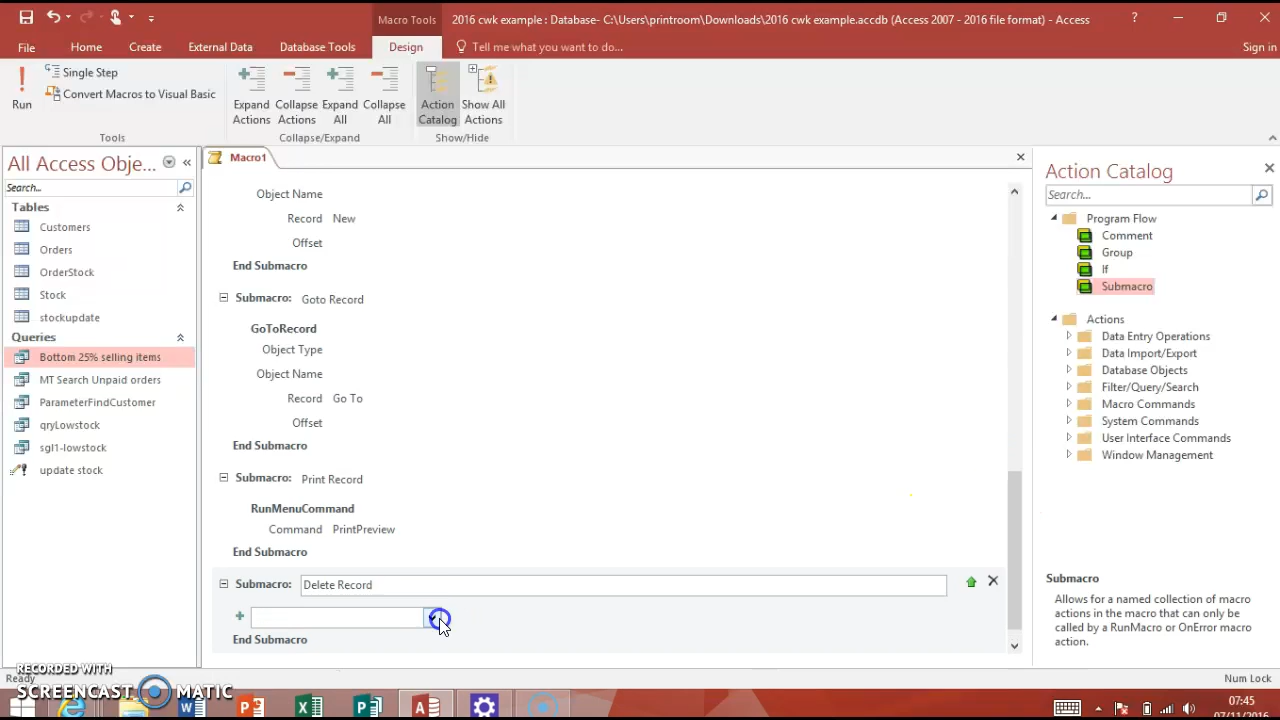 Macro Tools
2016 cwk example : Database- C:\Users\printroom\Downloads\2016 cwk example.accdb (Access 2007 - 2016 file format) - Access
?
File
Home
Create
External Data
Database Tools
Design
Tell me what you want to do...
Sign in
Run
Single Step
Convert Macros to Visual Basic
Expand Actions
Collapse Actions
Expand All
Collapse All
Action Catalog
Show All Actions
Tools
Collapse/Expand
Show/Hide
All Access Obje...
Search...
Tables
Customers
Orders
OrderStock
Stock
stockupdate
Queries
Bottom 25% selling items
MT Search Unpaid orders
ParameterFindCustomer
qryLowstock
sgl1-lowstock
update stock
Macro1
Object Name
Record New
Offset
End Submacro
Submacro: Goto Record
GoToRecord
Object Type
Object Name
Record Go To
Offset
End Submacro
Submacro: Print Record
RunMenuCommand
Command PrintPreview
End Submacro
Submacro: Delete Record
End Submacro
Action Catalog
Search...
Program Flow
Comment
Group
If
Submacro
Actions
Data Entry Operations
Data Import/Export
Database Objects
Filter/Query/Search
Macro Commands
System Commands
User Interface Commands
Window Management
Submacro
Allows for a named collection of macro
actions in the macro that can only be
called by a RunMacro or OnError macro
action.
Ready
Num Lock
RECORDED WITH
SCREENCAST MATIC
07:45
07/11/2016